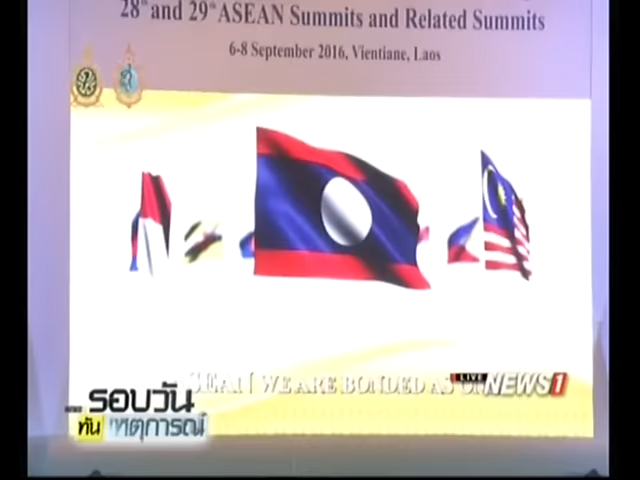 28th and 29th ASEAN Summits and Related Summits
6-8 September 2016, Vientiane, Laos
WE ARE BONDED AS
LIVE NEWS1
รอบวัน
ทัน เหตุการณ์